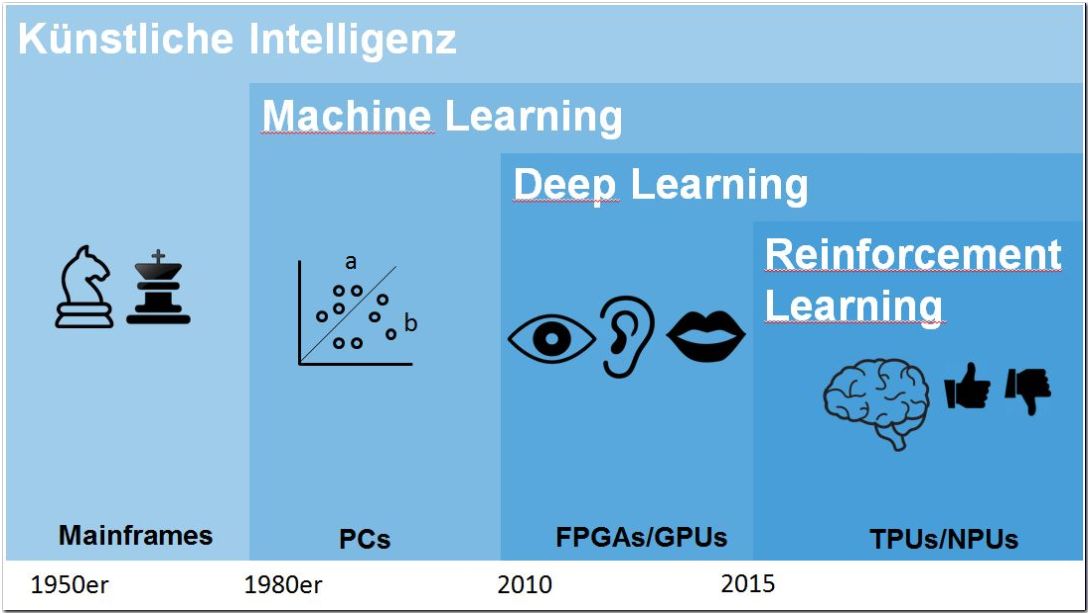 Künstliche Intelligenz
Machine Learning
Deep Learning
Reinforcement
Learning
a
b
Mainframes
PCs
FPGAs/GPUs
TPUs/NPUs
1950er
1980er
2010
2015